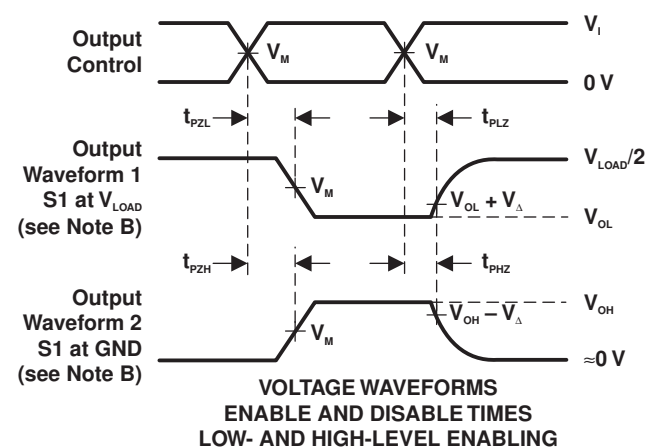 Output
Control
V_M
V_M
V_I
0 V
t_PZL
t_PLZ
Output
Waveform 1
S1 at V_LOAD
(see Note B)
V_M
V_LOAD/2
V_OL + V_Δ
V_OL
t_PZH
t_PHZ
Output
Waveform 2
S1 at GND
(see Note B)
V_M
V_OH
V_OH – V_Δ
≈0 V
VOLTAGE WAVEFORMS
ENABLE AND DISABLE TIMES
LOW- AND HIGH-LEVEL ENABLING